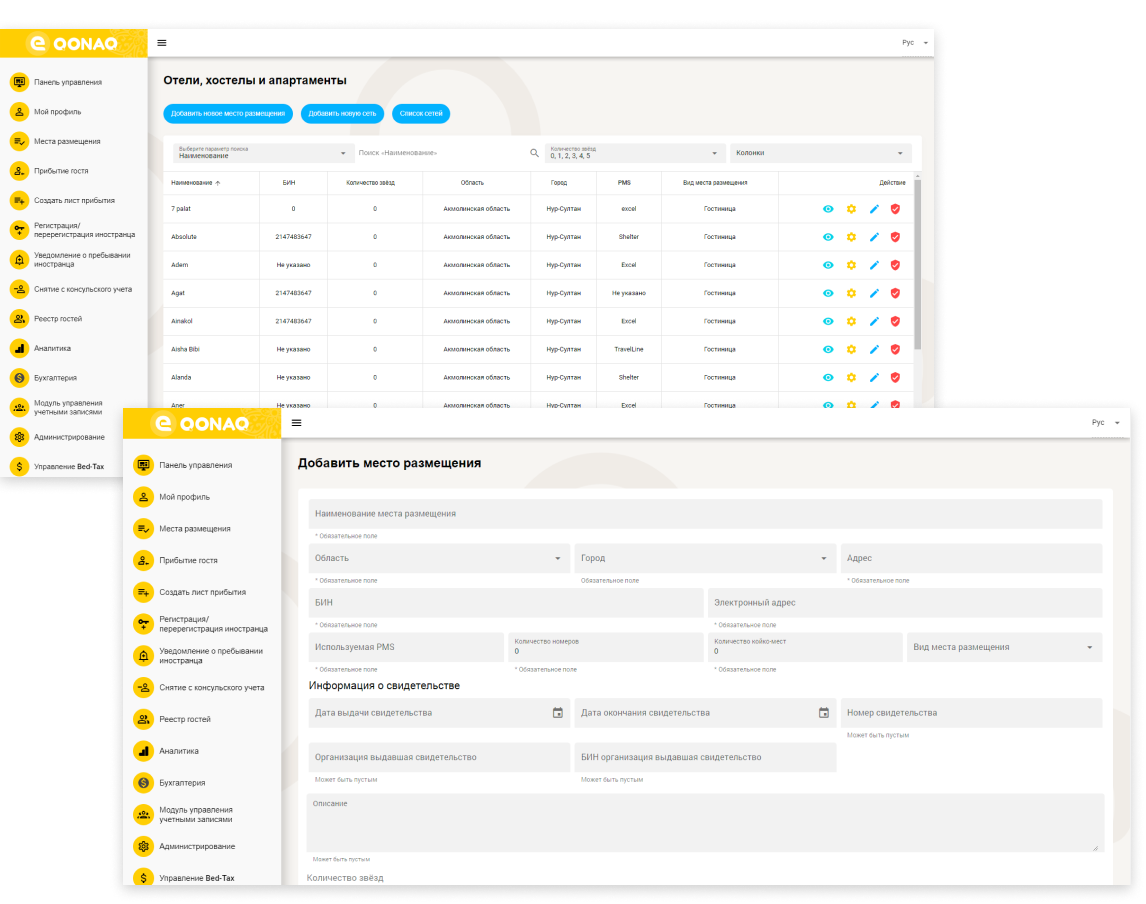 QONAQ
Рус
Панель управления
Мой профиль
Места размещения
Прибытие гостя
Создать лист прибытия
Регистрация/
перерегистрация иностранца
Уведомление о пребывании
иностранца
Снятие с консульского учета
Реестр гостей
Аналитика
Бухгалтерия
Модуль управления
учетными записями
Администрирование
Управление Bed-Tax
Отели, хостелы и апартаменты
Добавить новое место размещения Добавить новую сеть Список сетей
Выберите параметр поиска
Наименование
Поиск «Наименование»
Количество звёзд
0, 1, 2, 3, 4, 5
Колонки
Наименование БИН Количество звёзд Область Город PMS Вид места размещения Действие
7 palat 0 0 Акмолинская область Нур-Султан excel Гостиница
Absolute 2147483647 0 Акмолинская область Нур-Султан Shelter Гостиница
Adem Не указано 0 Акмолинская область Нур-Султан Excel Гостиница
Agat 2147483647 0 Акмолинская область Нур-Султан Не указано Гостиница
Ainakol 2147483647 0 Акмолинская область Нур-Султан Excel Гостиница
Aisha Bibi Не указано 0 Акмолинская область Нур-Султан TravelLine Гостиница
Alanda Не указано 0 Акмолинская область Нур-Султан Shelter Гостиница
Aner Не указано 0 Акмолинская область Нур-Султан Excel Гостиница
QONAQ
Рус
Панель управления
Мой профиль
Места размещения
Прибытие гостя
Создать лист прибытия
Регистрация/
перерегистрация иностранца
Уведомление о пребывании
иностранца
Снятие с консульского учета
Реестр гостей
Аналитика
Бухгалтерия
Модуль управления
учетными записями
Администрирование
Управление Bed-Tax
Добавить место размещения
Наименование места размещения
* Обязательное поле
Область Город Адрес
* Обязательное поле Обязательное поле * Обязательное поле
БИН Электронный адрес
* Обязательное поле * Обязательное поле
Используемая PMS
Количество номеров
0
Количество койко-мест
0
Вид места размещения
* Обязательное поле * Обязательное поле * Обязательное поле
Информация о свидетельстве
Дата выдачи свидетельства Дата окончания свидетельства Номер свидетельства
Может быть пустым
Организация выдавшая свидетельство БИН организация выдавшая свидетельство
Может быть пустым Может быть пустым
Описание
Может быть пустым
Количество звёзд